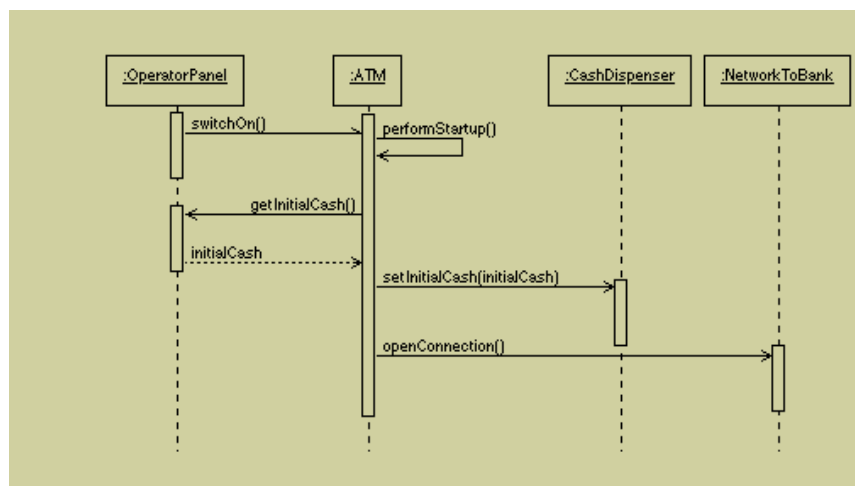 :OperatorPanel
:ATM
:CashDispenser
:NetworkToBank
switchOn()
performStartup()
getInitialCash()
initialCash
setInitialCash(initialCash)
openConnection()